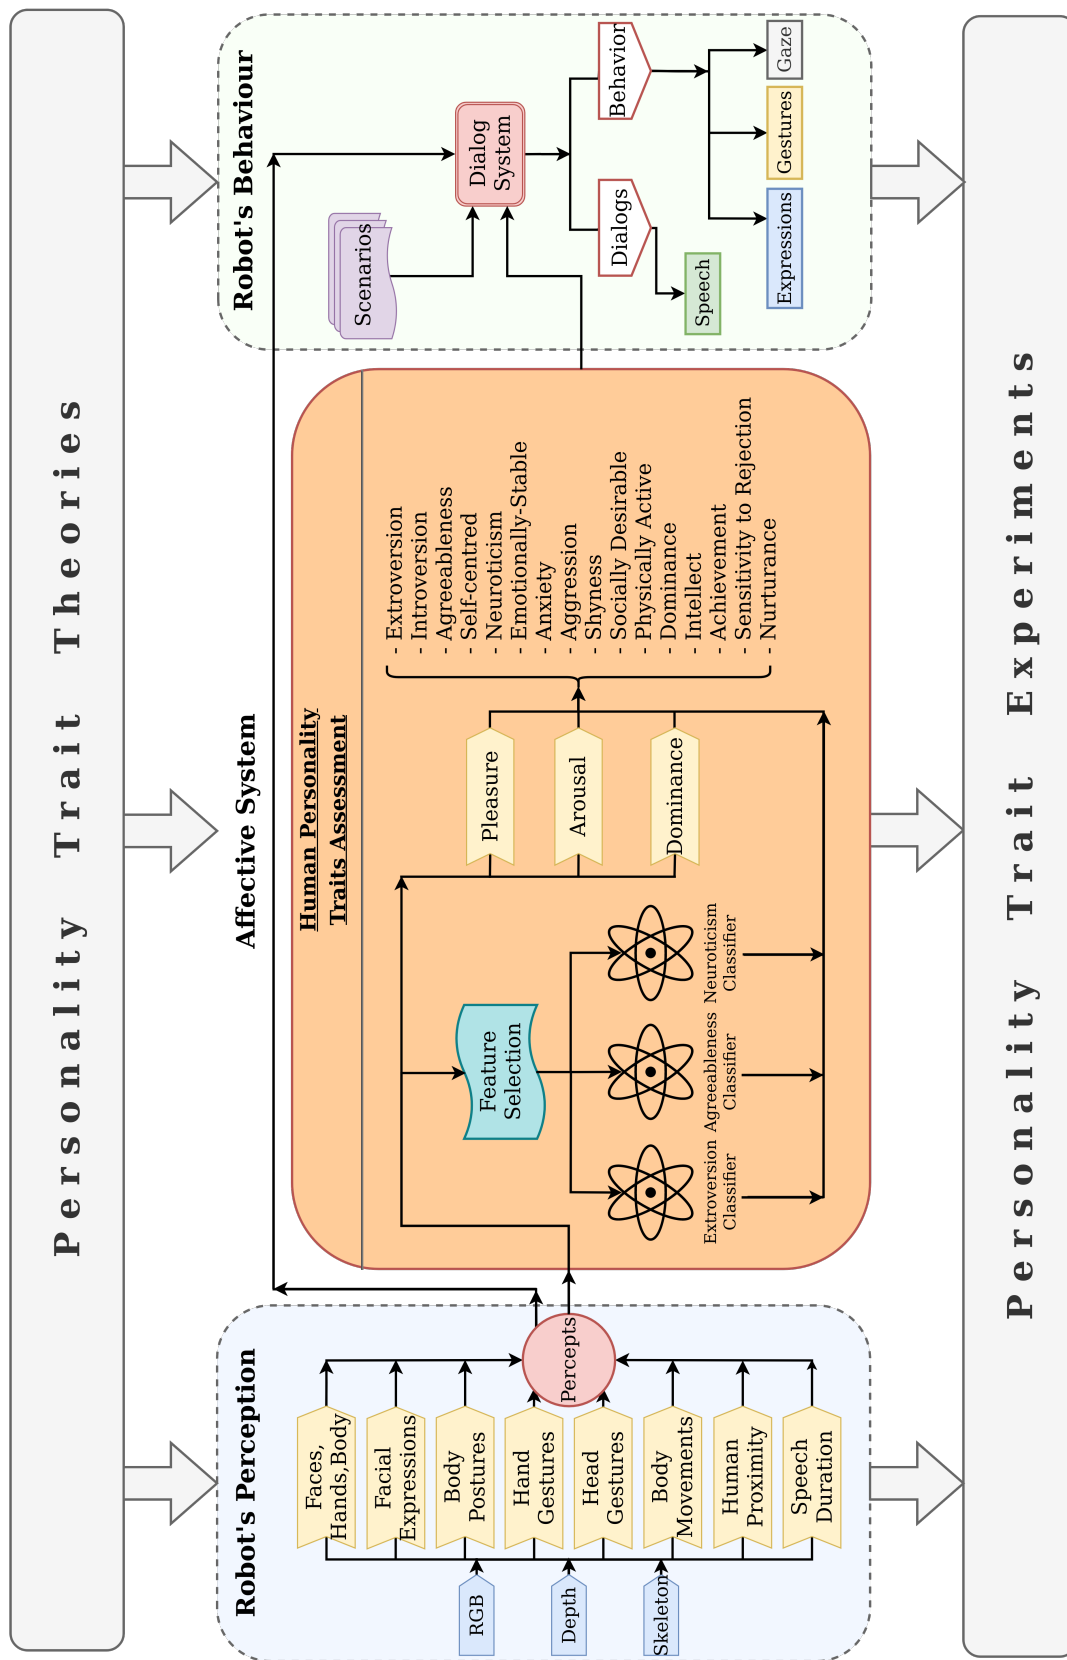 Personality Trait Theories
Robot's Perception
RGB
Depth
Skeleton
Faces,
Hands,Body
Facial
Expressions
Body
Postures
Hand
Gestures
Head
Gestures
Body
Movements
Human
Proximity
Speech
Duration
Percepts
Affective System
Human Personality
Traits Assessment
Feature
Selection
Extroversion
Classifier
Agreeableness
Classifier
Neuroticism
Classifier
Pleasure
Arousal
Dominance
- Extroversion
- Introversion
- Agreeableness
- Self-centred
- Neuroticism
- Emotionally-Stable
- Anxiety
- Aggression
- Shyness
- Socially Desirable
- Physically Active
- Dominance
- Intellect
- Achievement
- Sensitivity to Rejection
- Nurturance
Robot's Behaviour
Scenarios
Dialog
System
Dialogs
Behavior
Speech
Expressions
Gestures
Gaze
Personality Trait Experiments